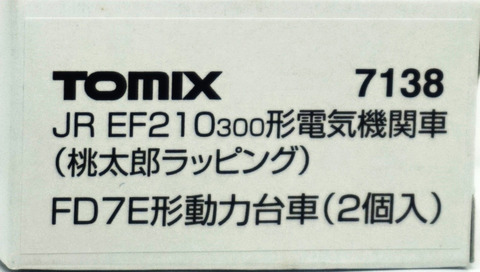 TOMIX 7138
JR EF210300形電気機関車
(桃太郎ラッピング)
FD7E形動力台車(2個入)